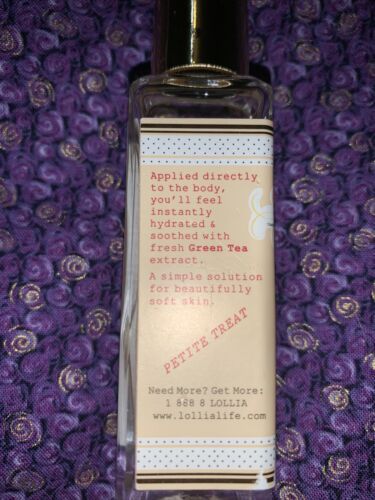 Applied directly
to the body,
you'll feel
instantly
hydrated &
soothed with
fresh Green Tea
extract.
A simple solution
for beautifully
soft skin.
PETITE TREAT
Need More? Get More:
1 888 8 LOLLIA
www.lollialife.com